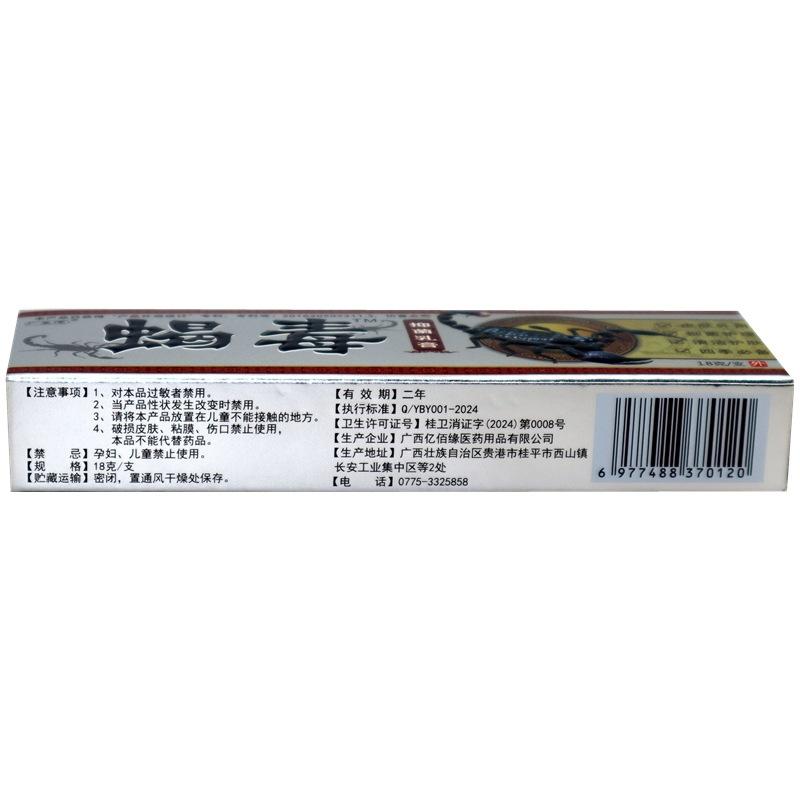 蝎毒™
抑菌乳膏
18克/支
外
【注意事项】1、对本品过敏者禁用。
2、当产品性状发生改变时禁用。
3、请将本产品放置在儿童不能接触的地方。
4、破损皮肤、粘膜、伤口禁止使用，
本品不能代替药品。
【禁 忌】孕妇、儿童禁止使用。
【规 格】18克/支
【贮藏运输】密闭，置通风干燥处保存。
【有 效 期】二年
【执行标准】Q/YBY001-2024
【卫生许可证号】桂卫消证字(2024)第0008号
【生产企业】广西亿佰缘医药用品有限公司
【生产地址】广西壮族自治区贵港市桂平市西山镇
长安工业集中区等2处
【电 话】0775-3325858
6 977488 370120